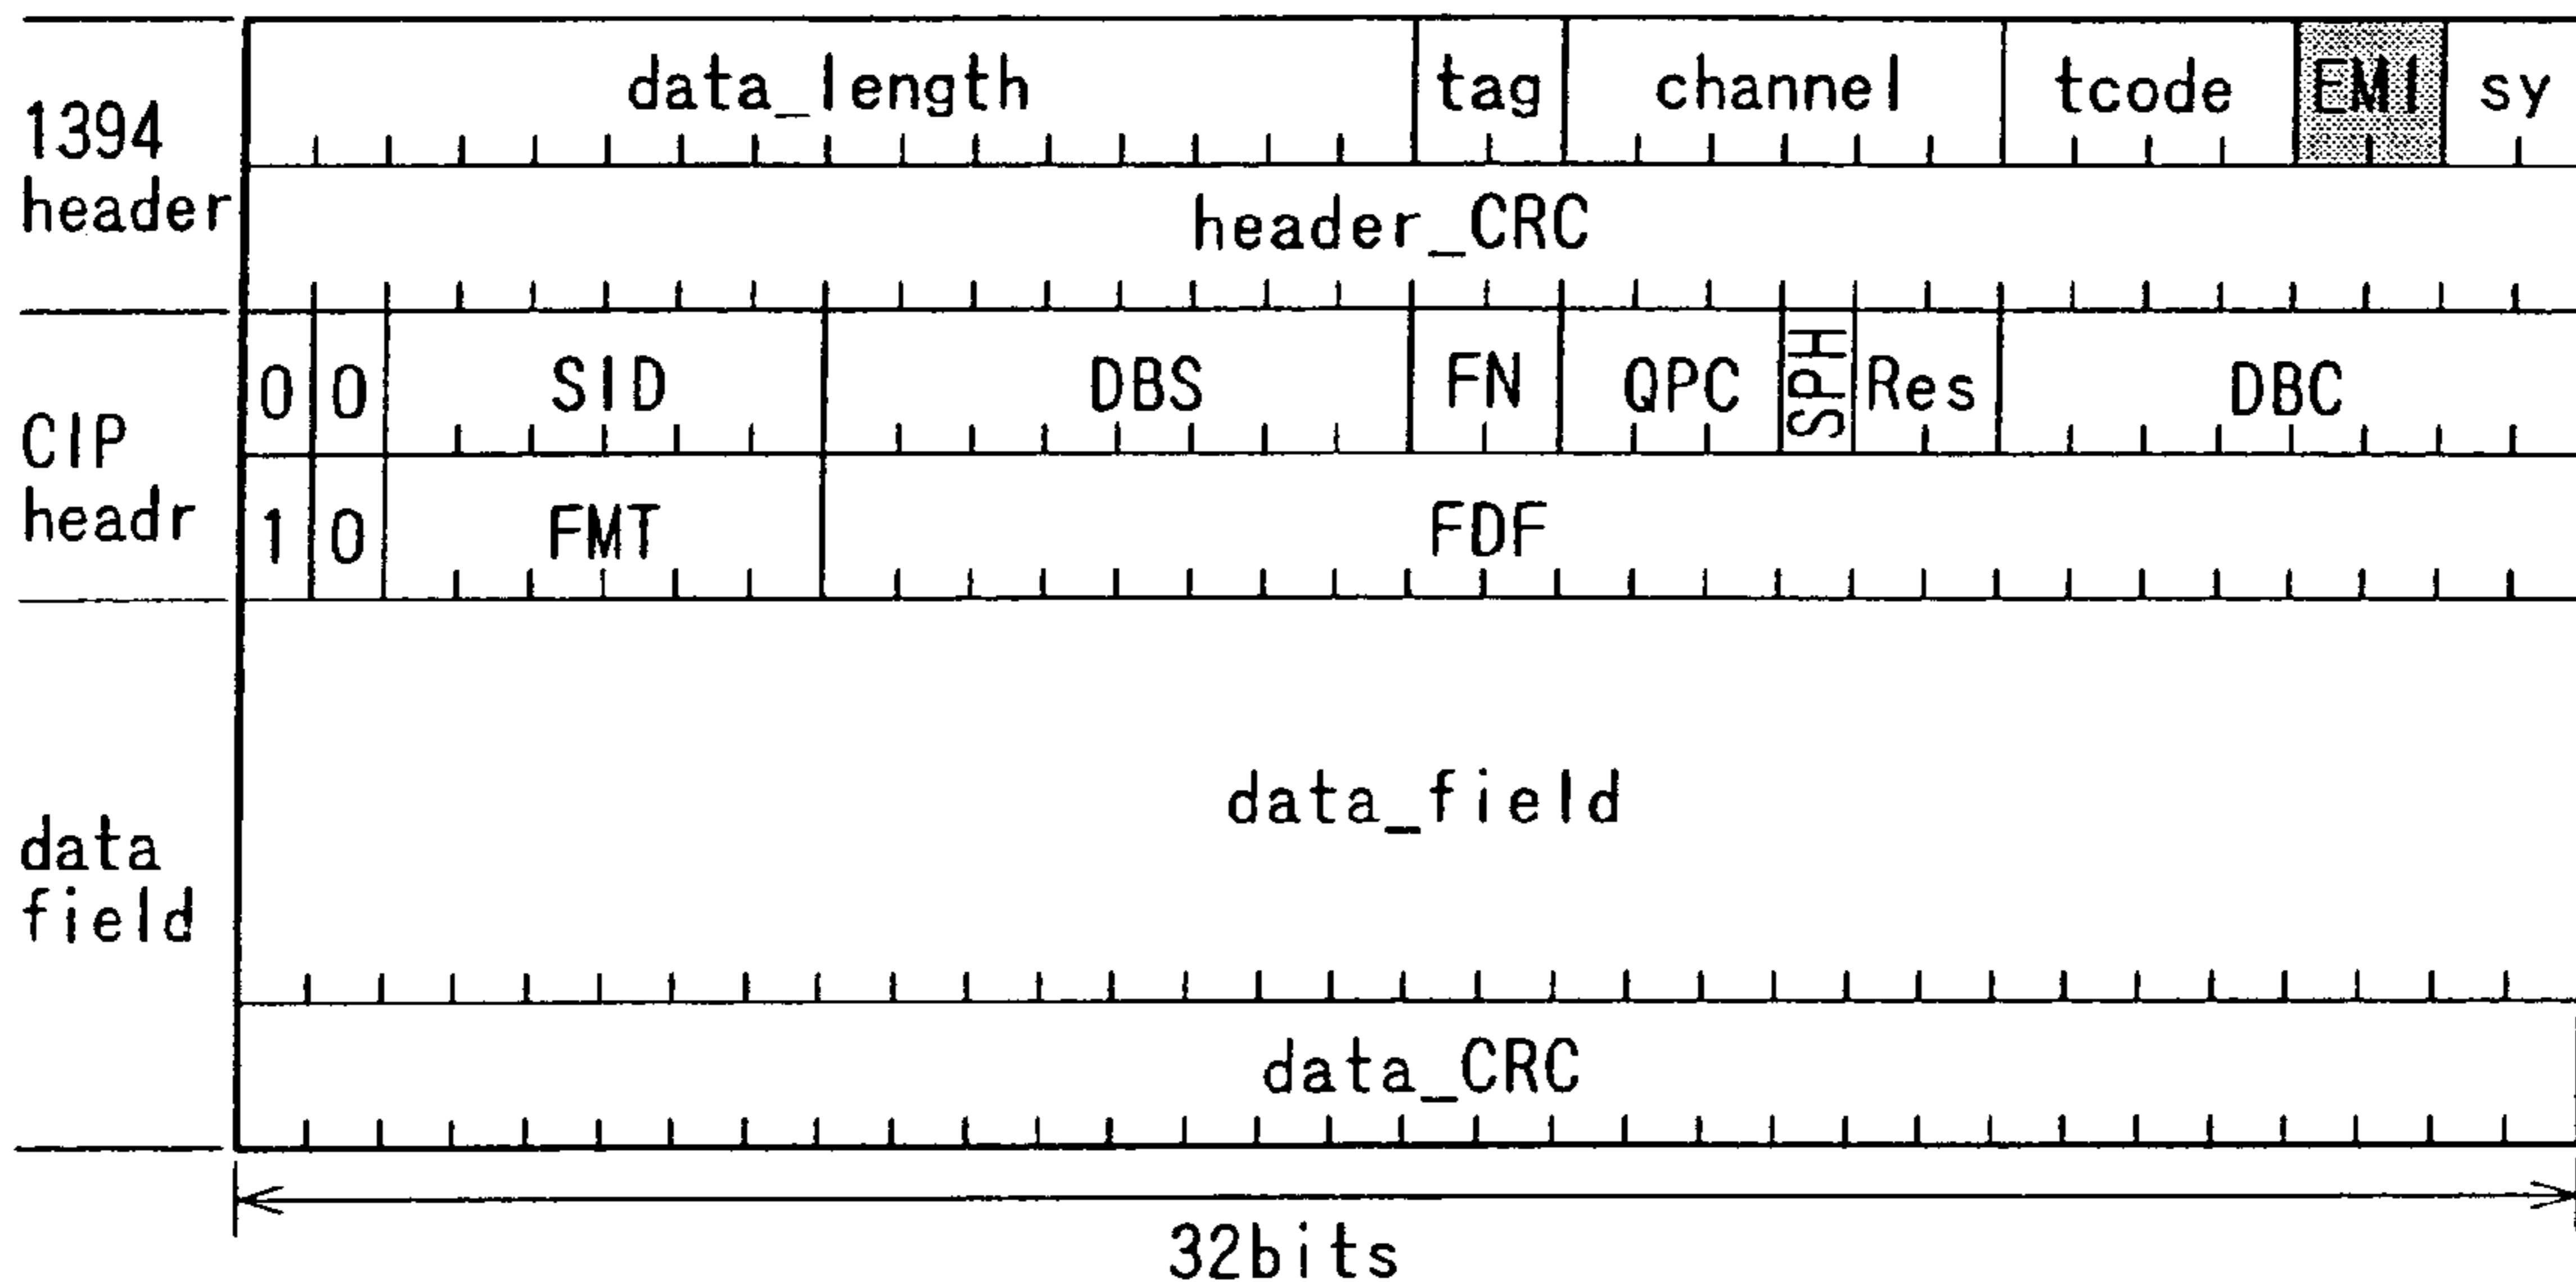 1394
header
data_length tag channel tcode EMI sy
header_CRC
CIP
headr
0 0 SID DBS FN QPC SPH Res DBC
1 0 FMT FDF
data
field
data_field
data_CRC
32bits